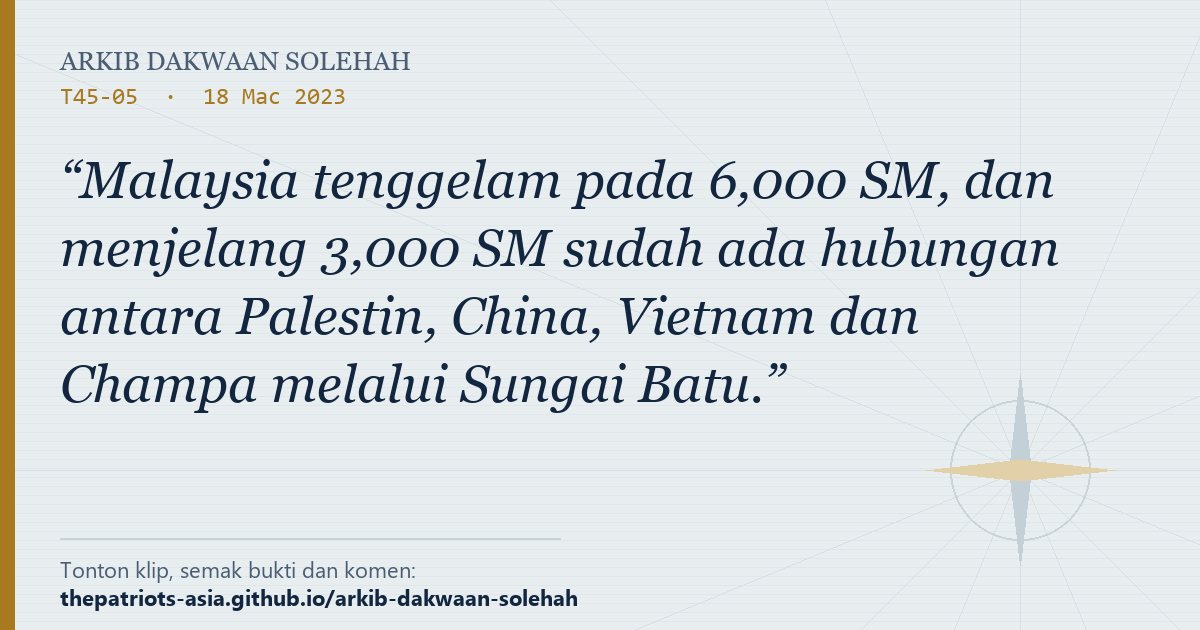 ARKIB DAKWAAN SOLEHAH
T45-05 · 18 Mac 2023
“Malaysia tenggelam pada 6,000 SM, dan
menjelang 3,000 SM sudah ada hubungan
antara Palestin, China, Vietnam dan
Champa melalui Sungai Batu.”
Tonton klip, semak bukti dan komen:
thepatriots-asia.github.io/arkib-dakwaan-solehah